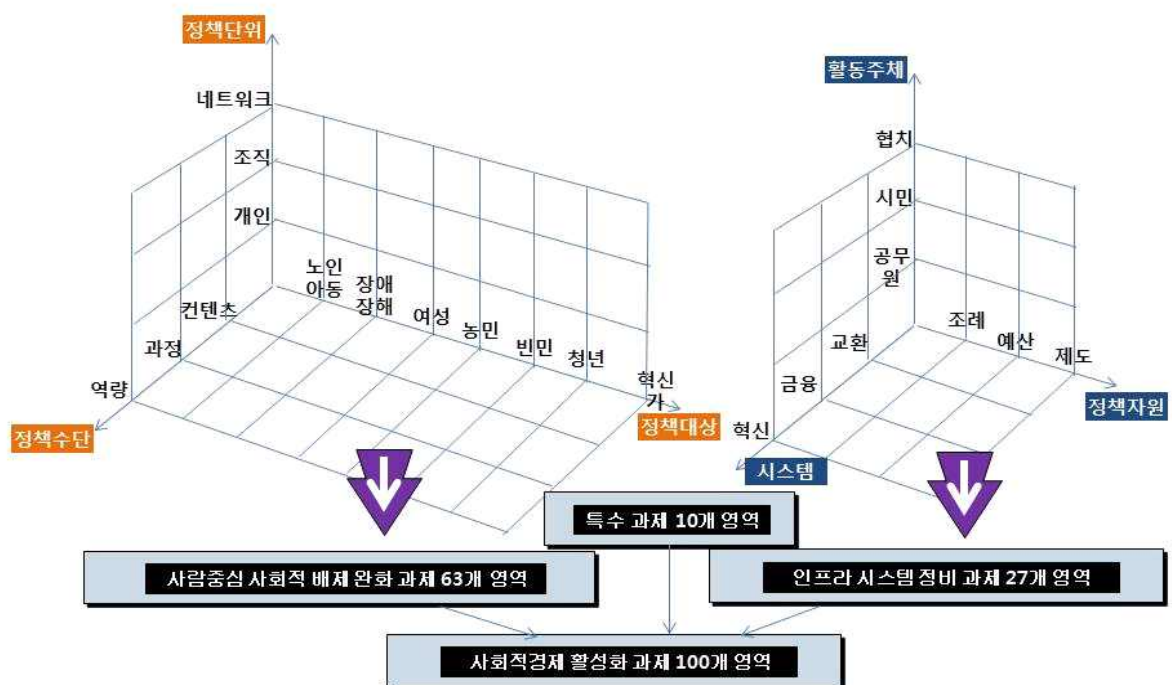 정책단위
네트워크
조직
개인
노인
아동
장애
장해
여성
농민
빈민
청년
혁신
가
컨텐츠
과정
역량
정책수단
정책대상
활동주체
협치
시민
공무
원
조례
예산
제도
교환
금융
혁신
정책자원
시스템
특수 과제 10개 영역
사람중심 사회적 배제 완화 과제 63개 영역
인프라 시스템 정비 과제 27개 영역
사회적경제 활성화 과제 100개 영역